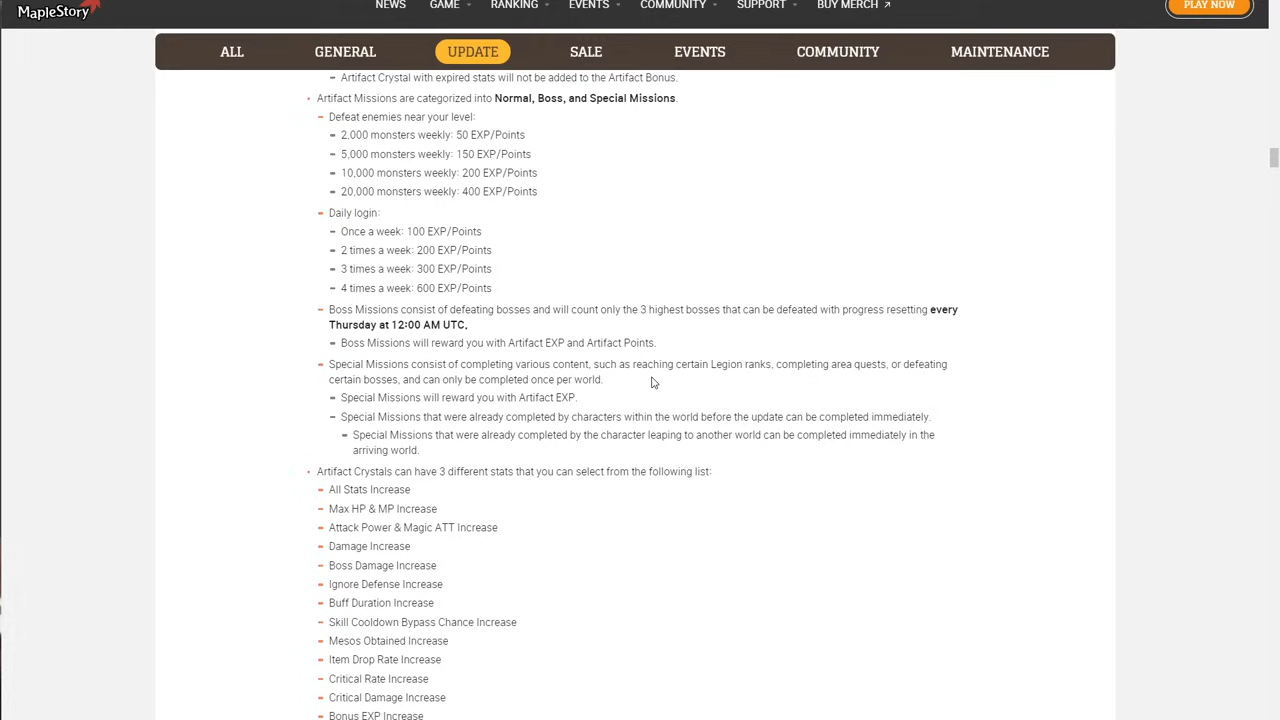 MapleStory
NEWS GAME RANKING EVENTS COMMUNITY SUPPORT BUY MERCH PLAY NOW
ALL GENERAL UPDATE SALE EVENTS COMMUNITY MAINTENANCE
Artifact Crystal with expired stats will not be added to the Artifact Bonus.
Artifact Missions are categorized into Normal, Boss, and Special Missions.
Defeat enemies near your level:
2,000 monsters weekly: 50 EXP/Points
5,000 monsters weekly: 150 EXP/Points
10,000 monsters weekly: 200 EXP/Points
20,000 monsters weekly: 400 EXP/Points
Daily login:
Once a week: 100 EXP/Points
2 times a week: 200 EXP/Points
3 times a week: 300 EXP/Points
4 times a week: 600 EXP/Points
Boss Missions consist of defeating bosses and will count only the 3 highest bosses that can be defeated with progress resetting every
Thursday at 12:00 AM UTC.
Boss Missions will reward you with Artifact EXP and Artifact Points.
Special Missions consist of completing various content, such as reaching certain Legion ranks, completing area quests, or defeating
certain bosses, and can only be completed once per world.
Special Missions will reward you with Artifact EXP.
Special Missions that were already completed by characters within the world before the update can be completed immediately.
Special Missions that were already completed by the character leaping to another world can be completed immediately in the
arriving world.
Artifact Crystals can have 3 different stats that you can select from the following list:
All Stats Increase
Max HP & MP Increase
Attack Power & Magic ATT Increase
Damage Increase
Boss Damage Increase
Ignore Defense Increase
Buff Duration Increase
Skill Cooldown Bypass Chance Increase
Mesos Obtained Increase
Item Drop Rate Increase
Critical Rate Increase
Critical Damage Increase
Bonus EXP Increase